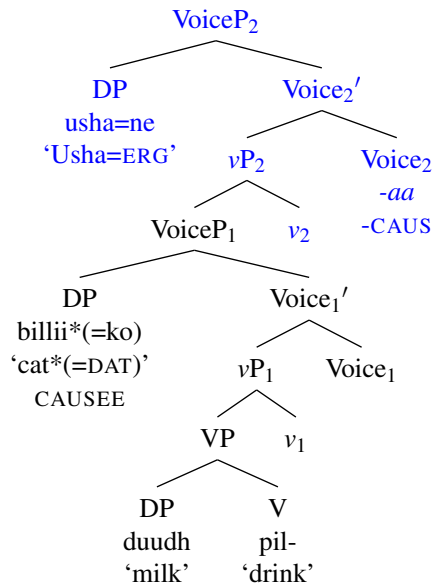 VoiceP₂
DP Voice₂′
usha=ne
‘Usha=ERG’ vP₂ Voice₂
-aa
-CAUS
VoiceP₁ v₂
DP Voice₁′
billii*(=ko)
‘cat*(=DAT)’ vP₁ Voice₁
CAUSEE
VP v₁
DP V
duudh pil-
‘milk’ ‘drink’